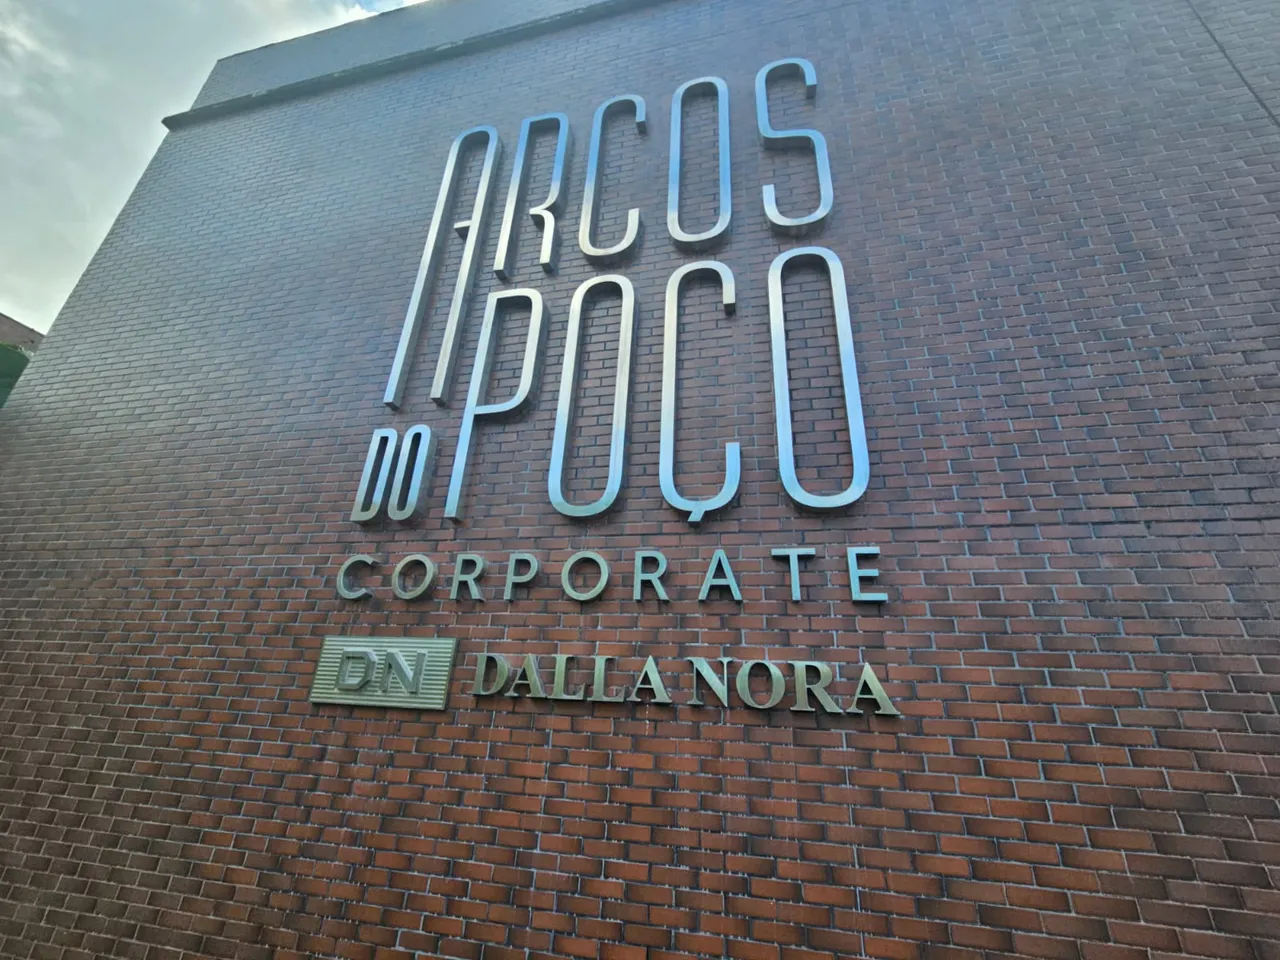 ARCOS
DO POÇO
CORPORATE
DN DALLA NORA